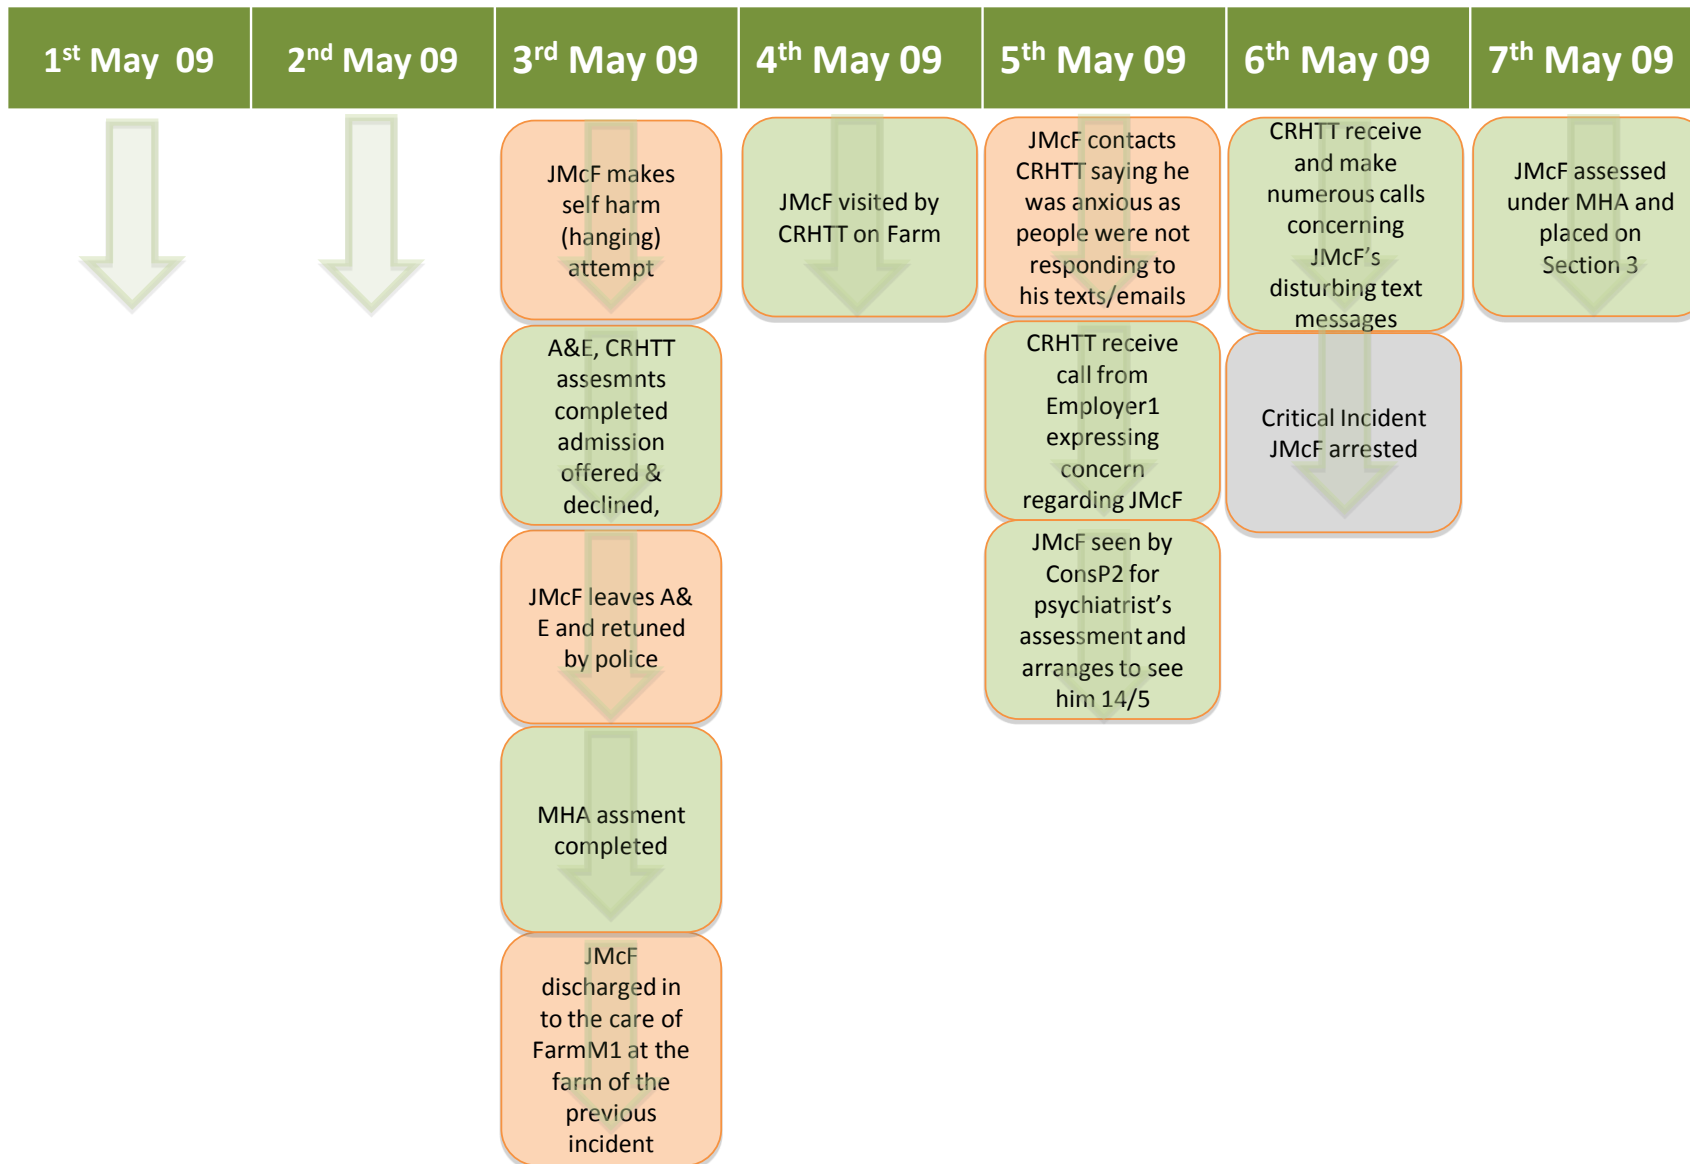 1st May 09
2nd May 09
3rd May 09
4th May 09
5th May 09
6th May 09
7th May 09
JMcF makes
self harm
(hanging)
attempt
A&E, CRHTT
assesmnts
completed
admission
offered &
declined,
JMcF leaves A&
E and retuned
by police
MHA assment
completed
JMcF
discharged in
to the care of
FarmM1 at the
farm of the
previous
incident
JMcF visited by
CRHTT on Farm
JMcF contacts
CRHTT saying he
was anxious as
people were not
responding to
his texts/emails
CRHTT receive
call from
Employer1
expressing
concern
regarding JMcF
JMcF seen by
ConsP2 for
psychiatrist’s
assessment and
arranges to see
him 14/5
CRHTT receive
and make
numerous calls
concerning
JMcF’s
disturbing text
messages
Critical Incident
JMcF arrested
JMcF assessed
under MHA and
placed on
Section 3